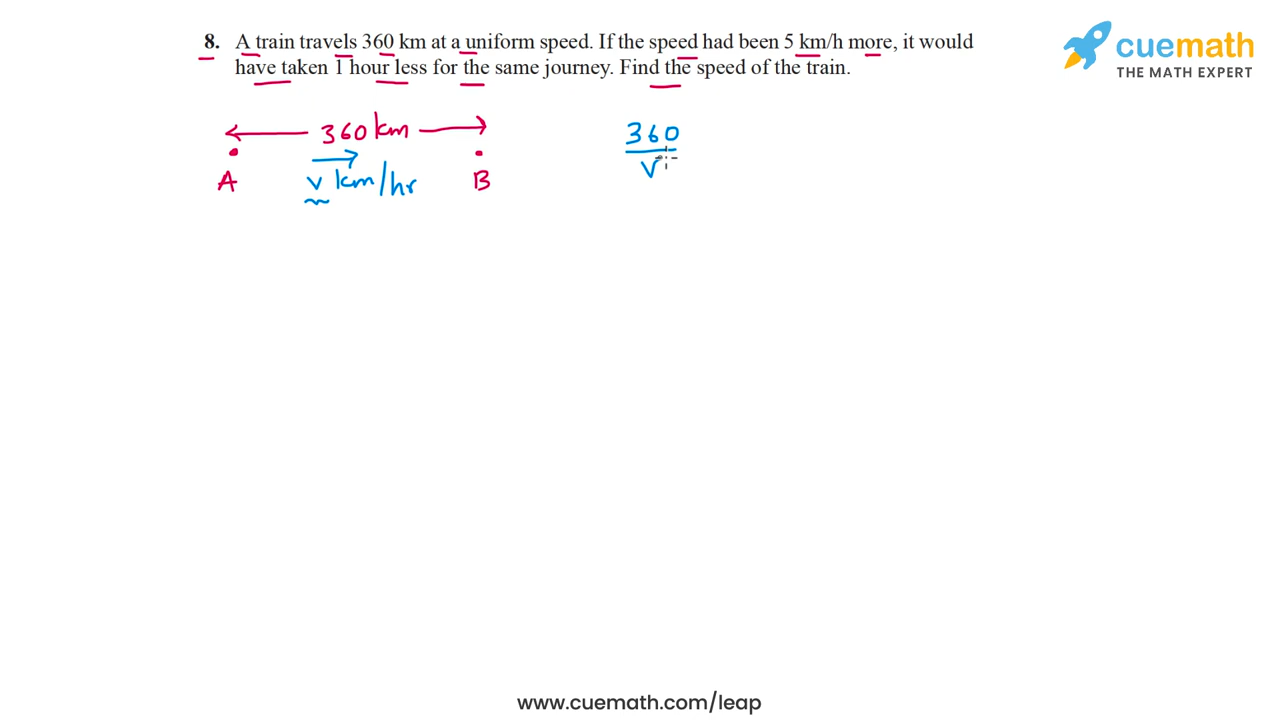 8. A train travels 360 km at a uniform speed. If the speed had been 5 km/h more, it would
have taken 1 hour less for the same journey. Find the speed of the train.
cuemath
THE MATH EXPERT
360 km
A v km/hr B
360
v
www.cuemath.com/leap